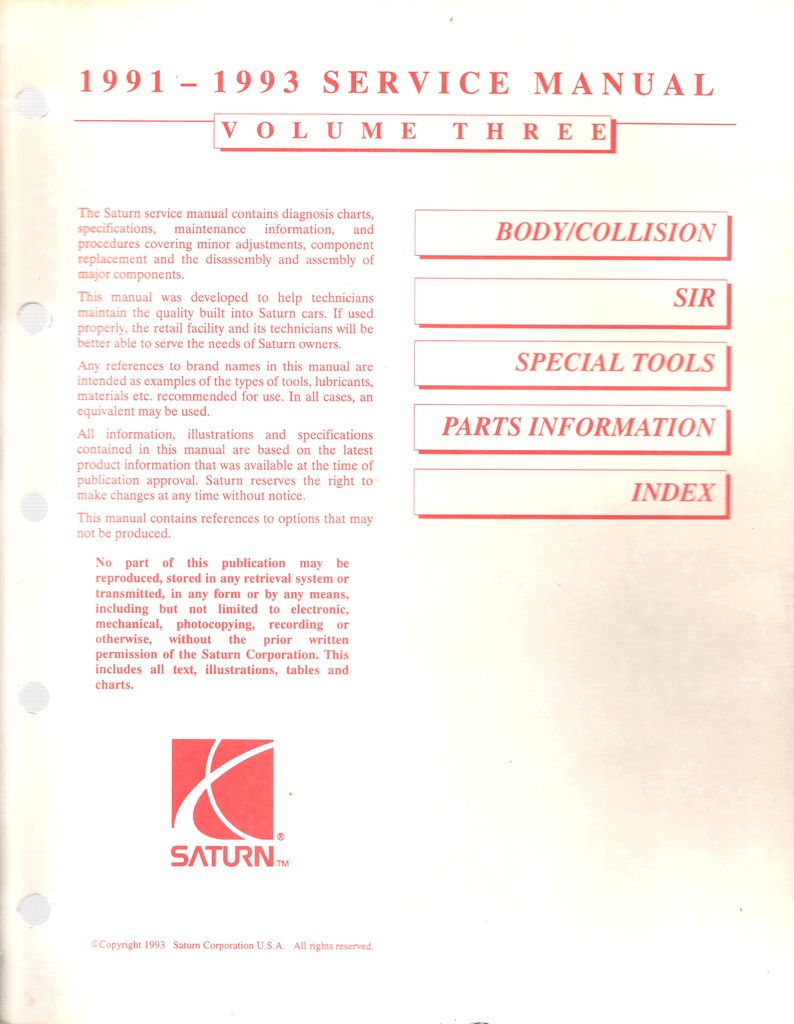 1991 – 1993 SERVICE MANUAL
VOLUME THREE
The Saturn service manual contains diagnosis charts,
specifications, maintenance information, and
procedures covering minor adjustments, component
replacement and the disassembly and assembly of
major components.
This manual was developed to help technicians
maintain the quality built into Saturn cars. If used
properly, the retail facility and its technicians will be
better able to serve the needs of Saturn owners.
Any references to brand names in this manual are
intended as examples of the types of tools, lubricants,
materials etc. recommended for use. In all cases, an
equivalent may be used.
All information, illustrations and specifications
contained in this manual are based on the latest
product information that was available at the time of
publication approval. Saturn reserves the right to
make changes at any time without notice.
This manual contains references to options that may
not be produced.
No part of this publication may be
reproduced, stored in any retrieval system or
transmitted, in any form or by any means,
including but not limited to electronic,
mechanical, photocopying, recording or
otherwise, without the prior written
permission of the Saturn Corporation. This
includes all text, illustrations, tables and
charts.
®
SATURN™
©Copyright 1993 Saturn Corporation U.S.A. All rights reserved.
BODY/COLLISION
SIR
SPECIAL TOOLS
PARTS INFORMATION
INDEX